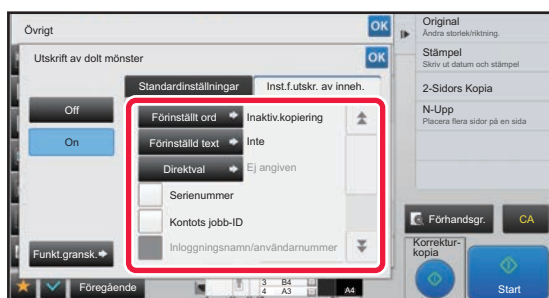 Övrigt
OK
Utskrift av dolt mönster
OK
Standardinställningar
Inst.f.utskr. av inneh.
Off
On
Förinställt ord
Inaktiv.kopiering
Förinställd text
Inte
Direktval
Ej angiven
Serienummer
Kontots jobb-ID
Inloggningsnamn/användarnummer
Funkt.gransk.
Föregående
3 B4
4 A3
A4
Original
Ändra storlek/riktning.
Stämpel
Skriv ut datum och stämpel
2-Sidors Kopia
N-Upp
Placera flera sidor på en sida
Förhandsgr.
CA
Korrektur-
kopia
Start